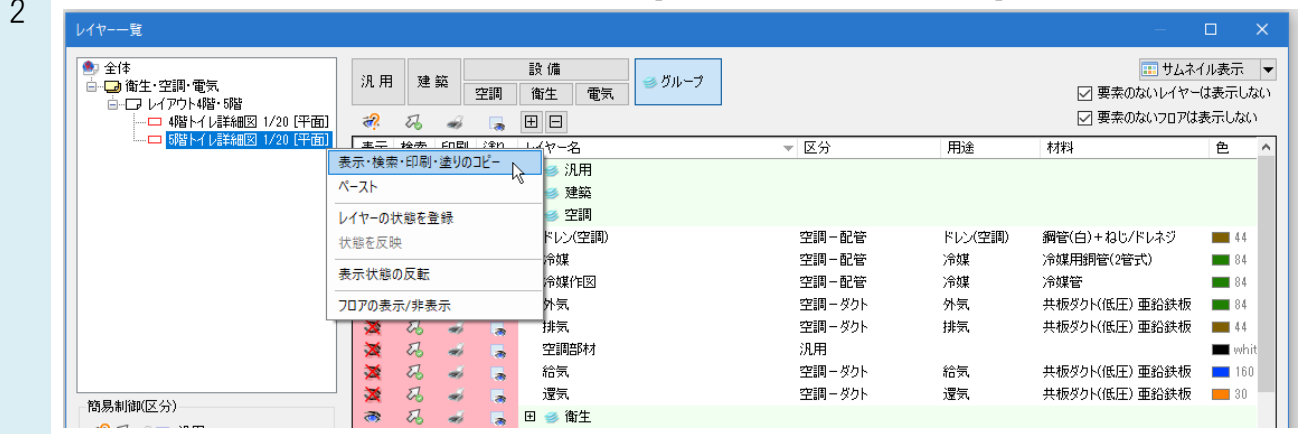 2
レイヤー一覧
全体
衛生・空調・電気
レイアウト4階・5階
4階トイレ詳細図 1/20 [平面]
5階トイレ詳細図 1/20 [平面]
汎用 建築 設備 グループ
空調 衛生 電気
サムネイル表示
要素のないレイヤーは表示しない
要素のないフロアは表示しない
表示 検索 印刷 塗り レイヤー名 区分 用途 材料 色
表示・検索・印刷・塗りのコピー
ペースト
レイヤーの状態を登録
状態を反映
表示状態の反転
フロアの表示/非表示
汎用
建築
空調
ドレン(空調) 空調-配管 ドレン(空調) 鋼管(白)+ねじ/ドレネジ 44
冷媒 空調-配管 冷媒 冷媒用銅管(2管式) 84
冷媒作図 空調-配管 冷媒 冷媒管 84
外気 空調-ダクト 外気 共板ダクト(低圧) 亜鉛鉄板 84
排気 空調-ダクト 排気 共板ダクト(低圧) 亜鉛鉄板 44
空調部材 汎用 whit
給気 空調-ダクト 給気 共板ダクト(低圧) 亜鉛鉄板 160
還気 空調-ダクト 還気 共板ダクト(低圧) 亜鉛鉄板 30
衛生
簡易制御(区分)